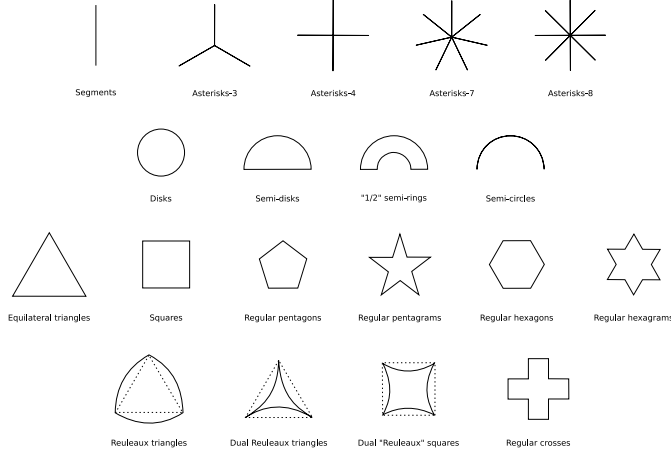 Segments
Asterisks-3
Asterisks-4
Asterisks-7
Asterisks-8
Disks
Semi-disks
"1/2" semi-rings
Semi-circles
Equilateral triangles
Squares
Regular pentagons
Regular pentagrams
Regular hexagons
Regular hexagrams
Reuleaux triangles
Dual Reuleaux triangles
Dual "Reuleaux" squares
Regular crosses